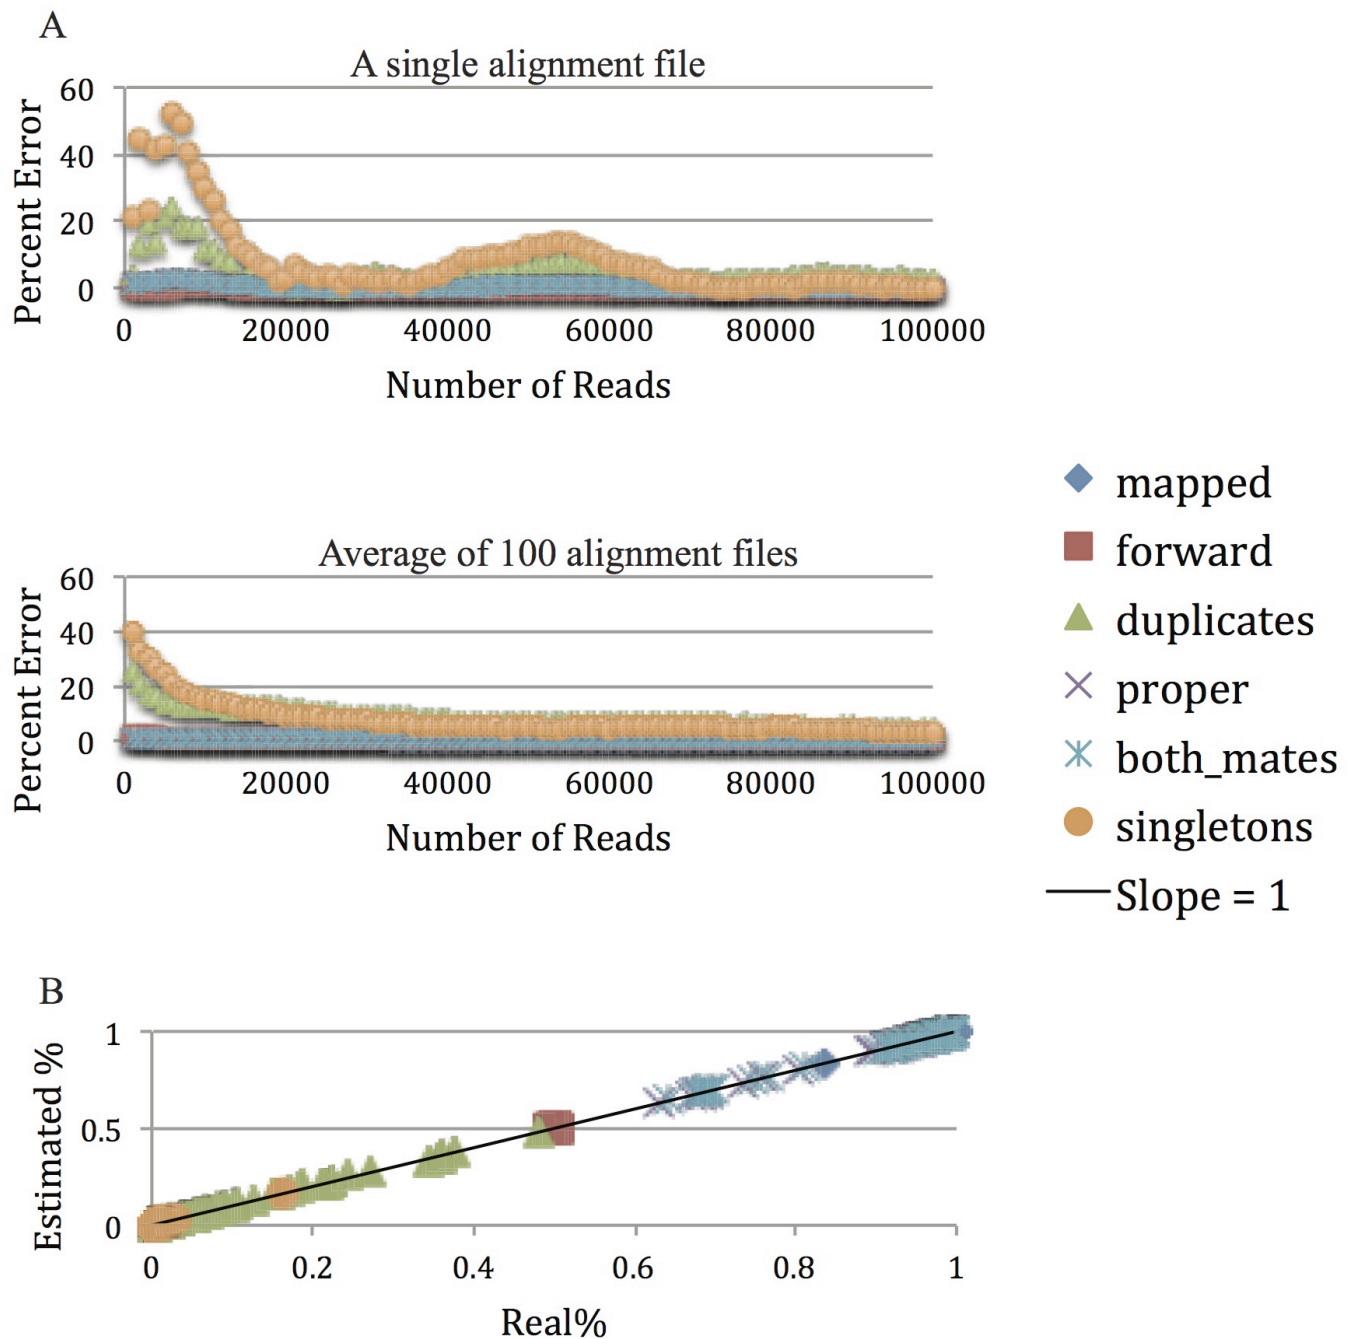 A
A single alignment file
60
40
20
0
Percent Error
0 20000 40000 60000 80000 100000
Number of Reads
Average of 100 alignment files
60
40
20
0
Percent Error
0 20000 40000 60000 80000 100000
Number of Reads
mapped
forward
duplicates
proper
both_mates
singletons
Slope = 1
B
1
0.5
0
Estimated %
0 0.2 0.4 0.6 0.8 1
Real%